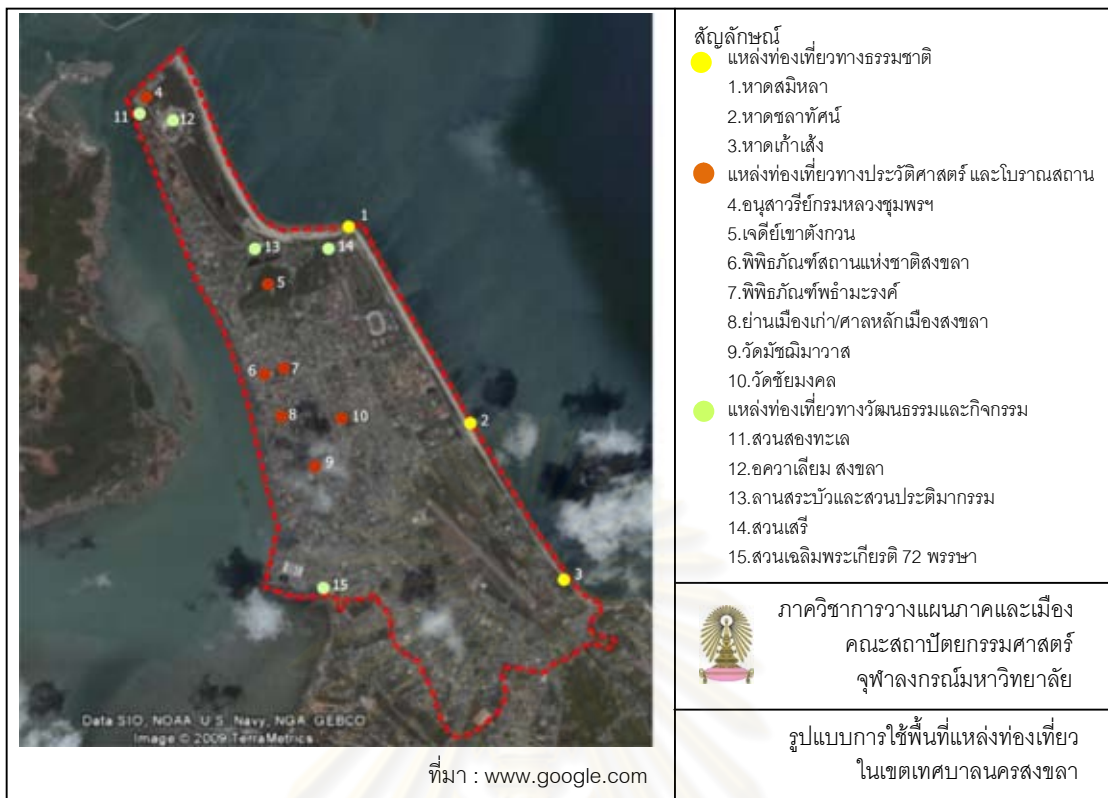 4
11
12
1
13
14
5
7
6
8
10
2
9
3
15
Data SIO, NOAA, U.S. Navy, NGA, GEBCO
Image © 2009 TerraMetrics
ที่มา : www.google.com
สัญลักษณ์
แหล่งท่องเที่ยวทางธรรมชาติ
1.หาดสมิหลา
2.หาดชลาทัศน์
3.หาดเก้าเส้ง
แหล่งท่องเที่ยวทางประวัติศาสตร์ และโบราณสถาน
4.อนุสาวรีย์กรมหลวงชุมพรฯ
5.เจดีย์เขาตังกวน
6.พิพิธภัณฑ์สถานแห่งชาติสงขลา
7.พิพิธภัณฑ์พธำมะรงค์
8.ย่านเมืองเก่า/ศาลหลักเมืองสงขลา
9.วัดมัชฌิมาวาส
10.วัดชัยมงคล
แหล่งท่องเที่ยวทางวัฒนธรรมและกิจกรรม
11.สวนสองทะเล
12.อควาเลียม สงขลา
13.ลานสระบัวและสวนประติมากรรม
14.สวนเสรี
15.สวนเฉลิมพระเกียรติ 72 พรรษา
ภาควิชาการวางแผนภาคและเมือง
คณะสถาปัตยกรรมศาสตร์
จุฬาลงกรณ์มหาวิทยาลัย
รูปแบบการใช้พื้นที่แหล่งท่องเที่ยว
ในเขตเทศบาลนครสงขลา